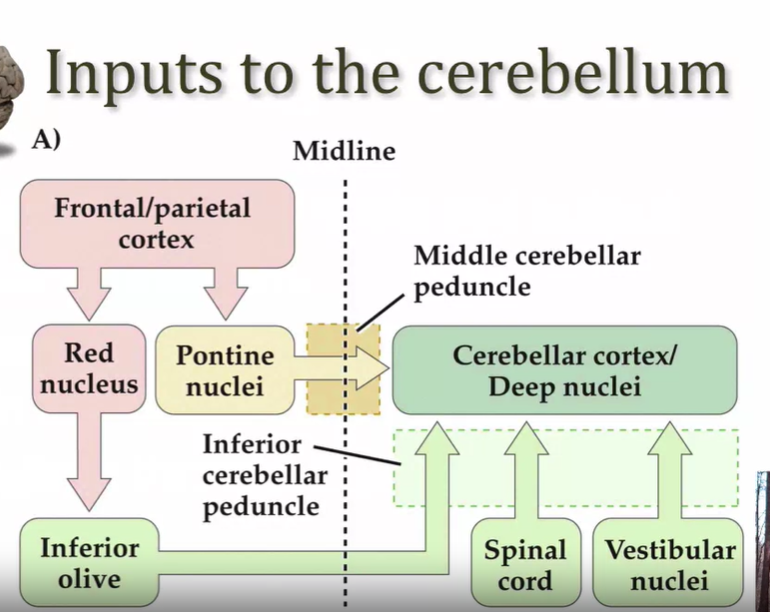 Inputs to the cerebellum
A)
Midline
Frontal/parietal
cortex
Middle cerebellar
peduncle
Red
nucleus
Pontine
nuclei
Cerebellar cortex/
Deep nuclei
Inferior
cerebellar
peduncle
Inferior
olive
Spinal
cord
Vestibular
nuclei